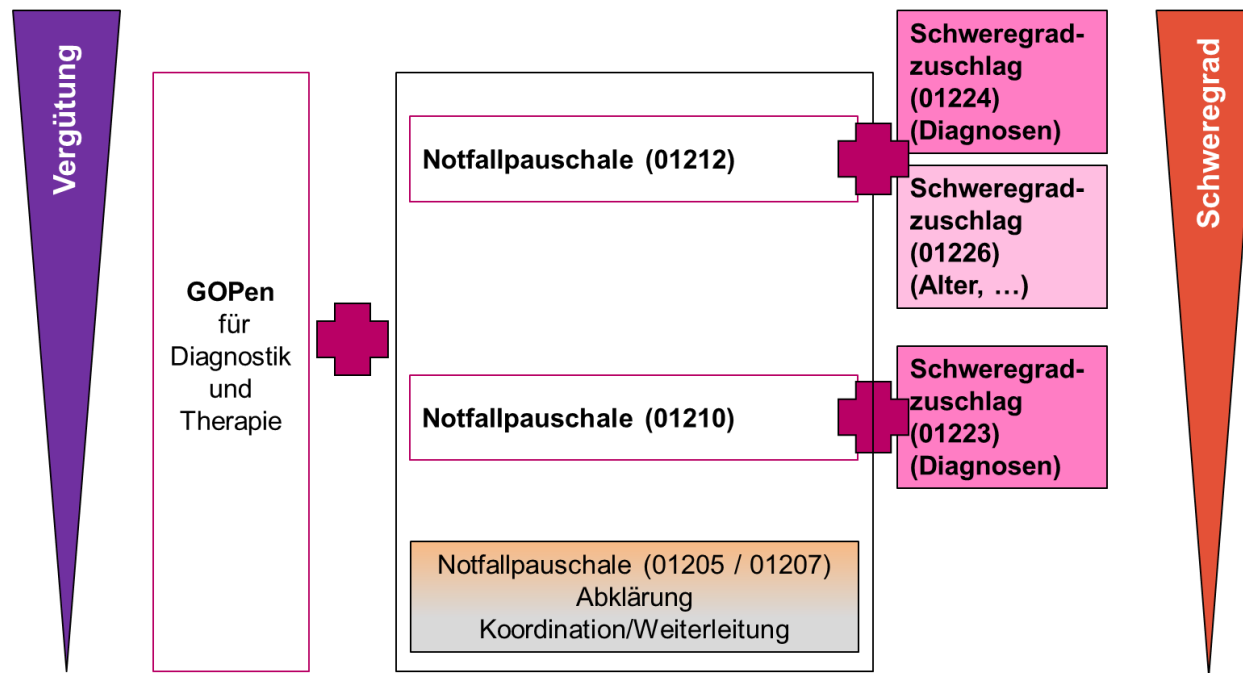 Vergütung
GOPen
für
Diagnostik
und
Therapie
Notfallpauschale (01212)
Schweregrad-
zuschlag
(01224)
(Diagnosen)
Schweregrad-
zuschlag
(01226)
(Alter, …)
Notfallpauschale (01210)
Schweregrad-
zuschlag
(01223)
(Diagnosen)
Notfallpauschale (01205 / 01207)
Abklärung
Koordination/Weiterleitung
Schweregrad